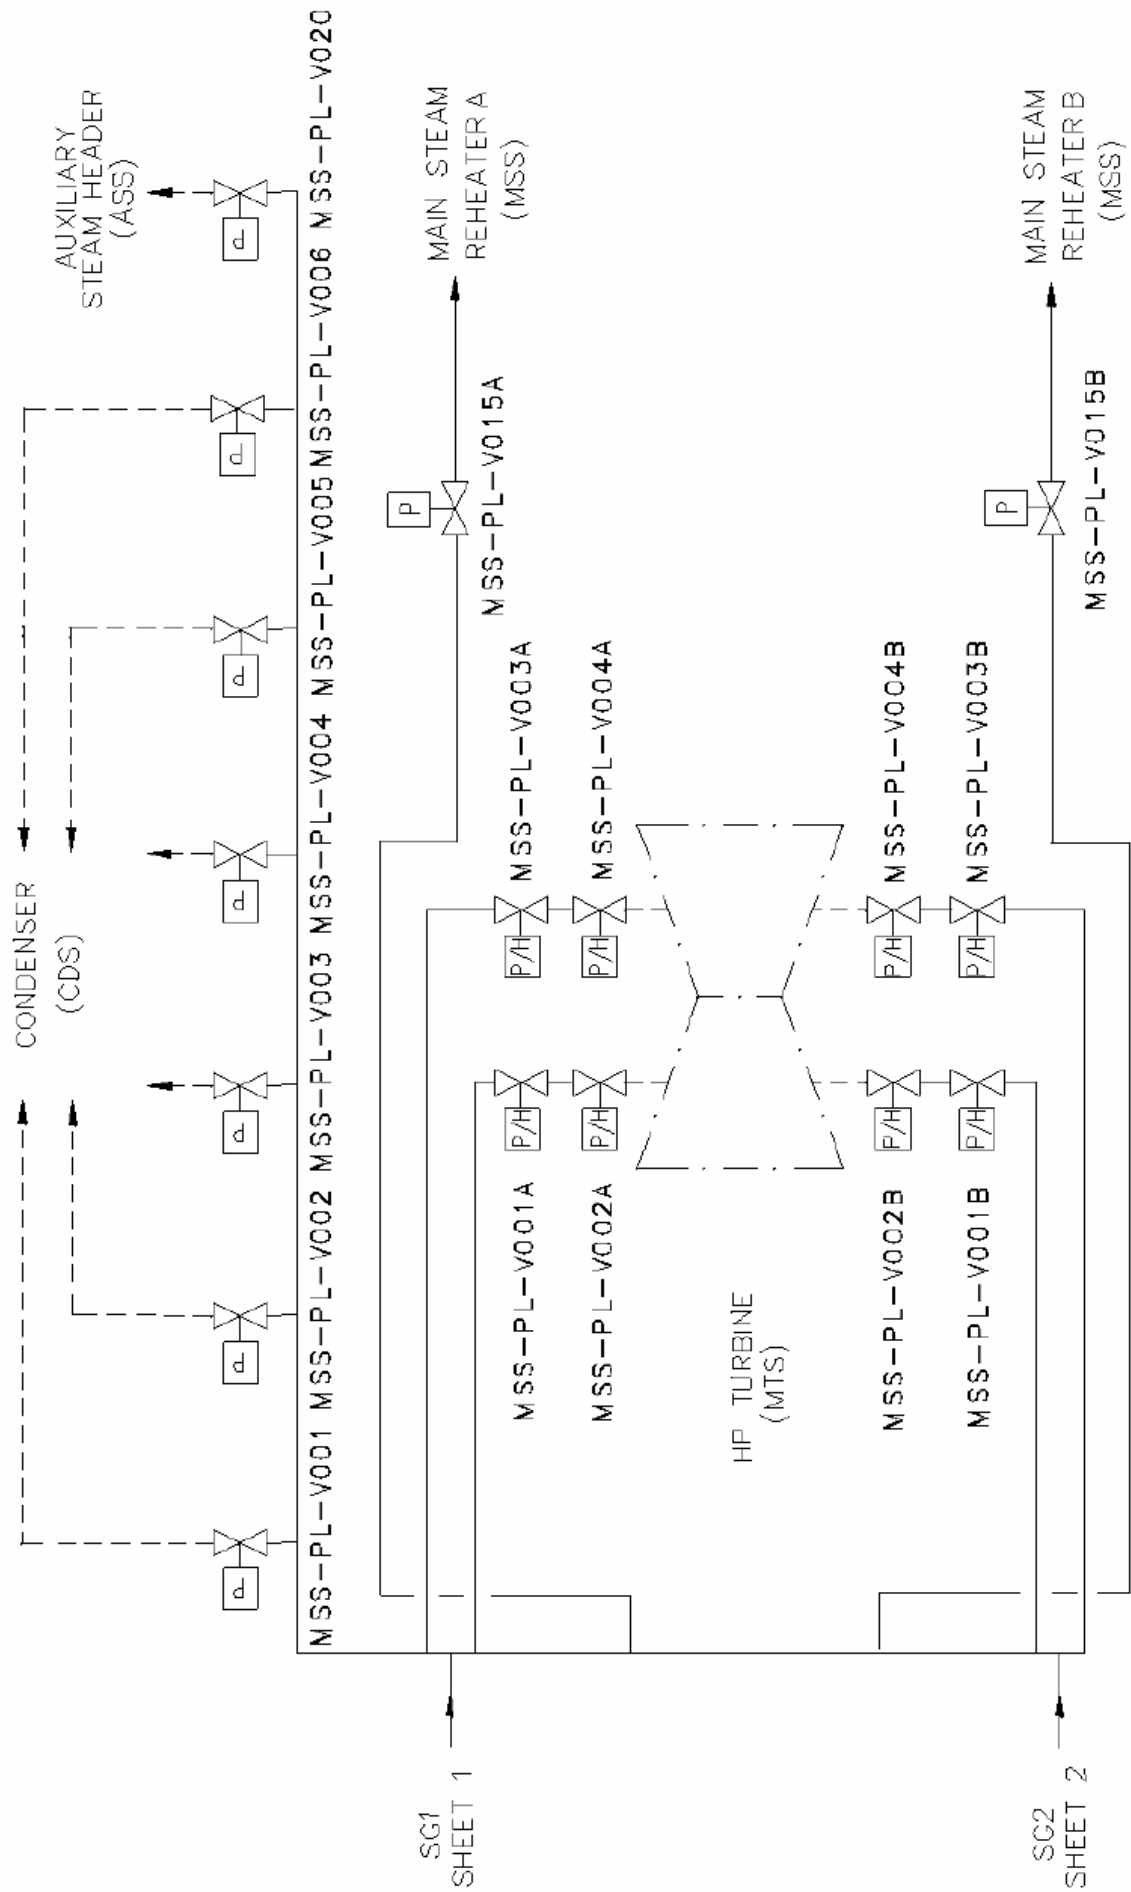 CONDENSER
(CDS)
AUXILIARY
STEAM HEADER
(ASS)
P
P
P
P
P
P
P
MSS-PL-V001 MSS-PL-V002 MSS-PL-V003 MSS-PL-V004 MSS-PL-V005 MSS-PL-V006 MSS-PL-V020
SG1
SHEET 1
P
MSS-PL-V015A
MAIN STEAM
REHEATER A
(MSS)
MSS-PL-V001A
P/H
P/H
MSS-PL-V003A
MSS-PL-V002A
P/H
P/H
MSS-PL-V004A
HP TURBINE
(MTS)
MSS-PL-V002B
P/H
P/H
MSS-PL-V004B
MSS-PL-V001B
P/H
P/H
MSS-PL-V003B
SG2
SHEET 2
P
MSS-PL-V015B
MAIN STEAM
REHEATER B
(MSS)